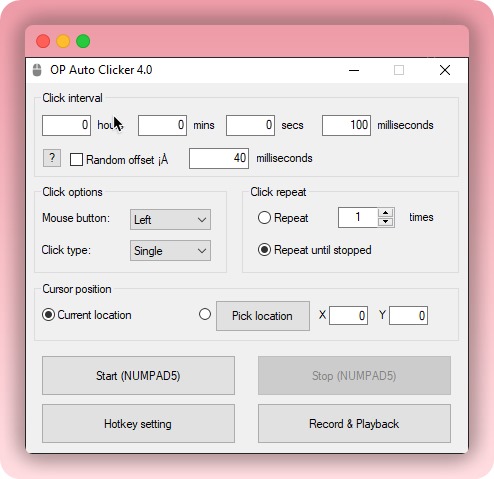 OP Auto Clicker 4.0
Click interval
0 hours 0 mins 0 secs 100 milliseconds
? Random offset ¡À 40 milliseconds
Click options
Mouse button: Left
Click type: Single
Click repeat
Repeat 1 times
Repeat until stopped
Cursor position
Current location Pick location X 0 Y 0
Start (NUMPAD5) Stop (NUMPAD5)
Hotkey setting Record & Playback